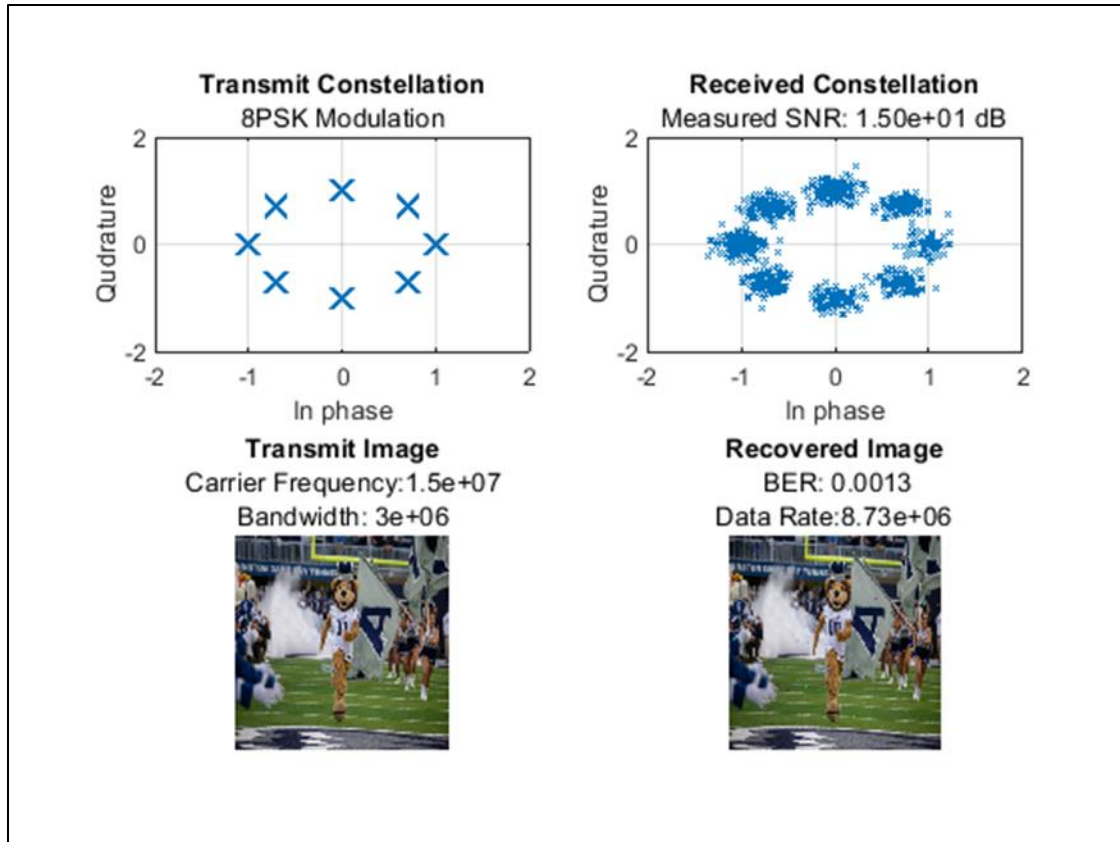 Transmit Constellation
8PSK Modulation
2
0
-2
Qudrature
-2
-1
0
1
2
In phase
Received Constellation
Measured SNR: 1.50e+01 dB
2
0
-2
Qudrature
-2
-1
0
1
2
In phase
Transmit Image
Carrier Frequency:1.5e+07
Bandwidth: 3e+06
Recovered Image
BER: 0.0013
Data Rate:8.73e+06